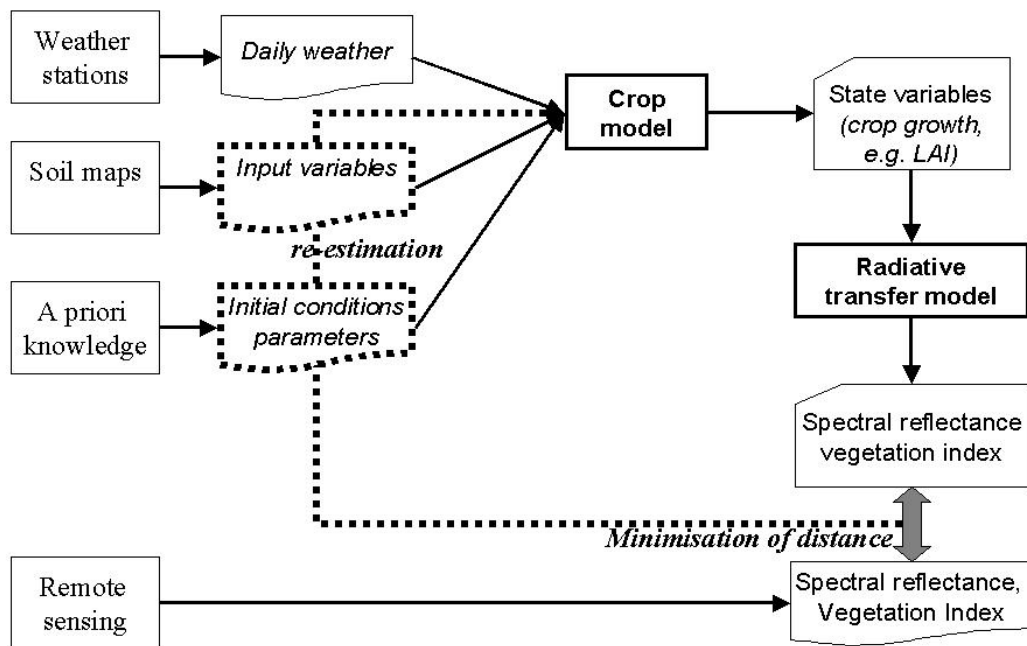 Weather
stations
Daily weather
Crop
model
State variables
(crop growth,
e.g. LAI)
Soil maps
Input variables
re-estimation
A priori
knowledge
Initial conditions
parameters
Radiative
transfer model
Spectral reflectance
vegetation index
Minimisation of distance
Remote
sensing
Spectral reflectance,
Vegetation Index